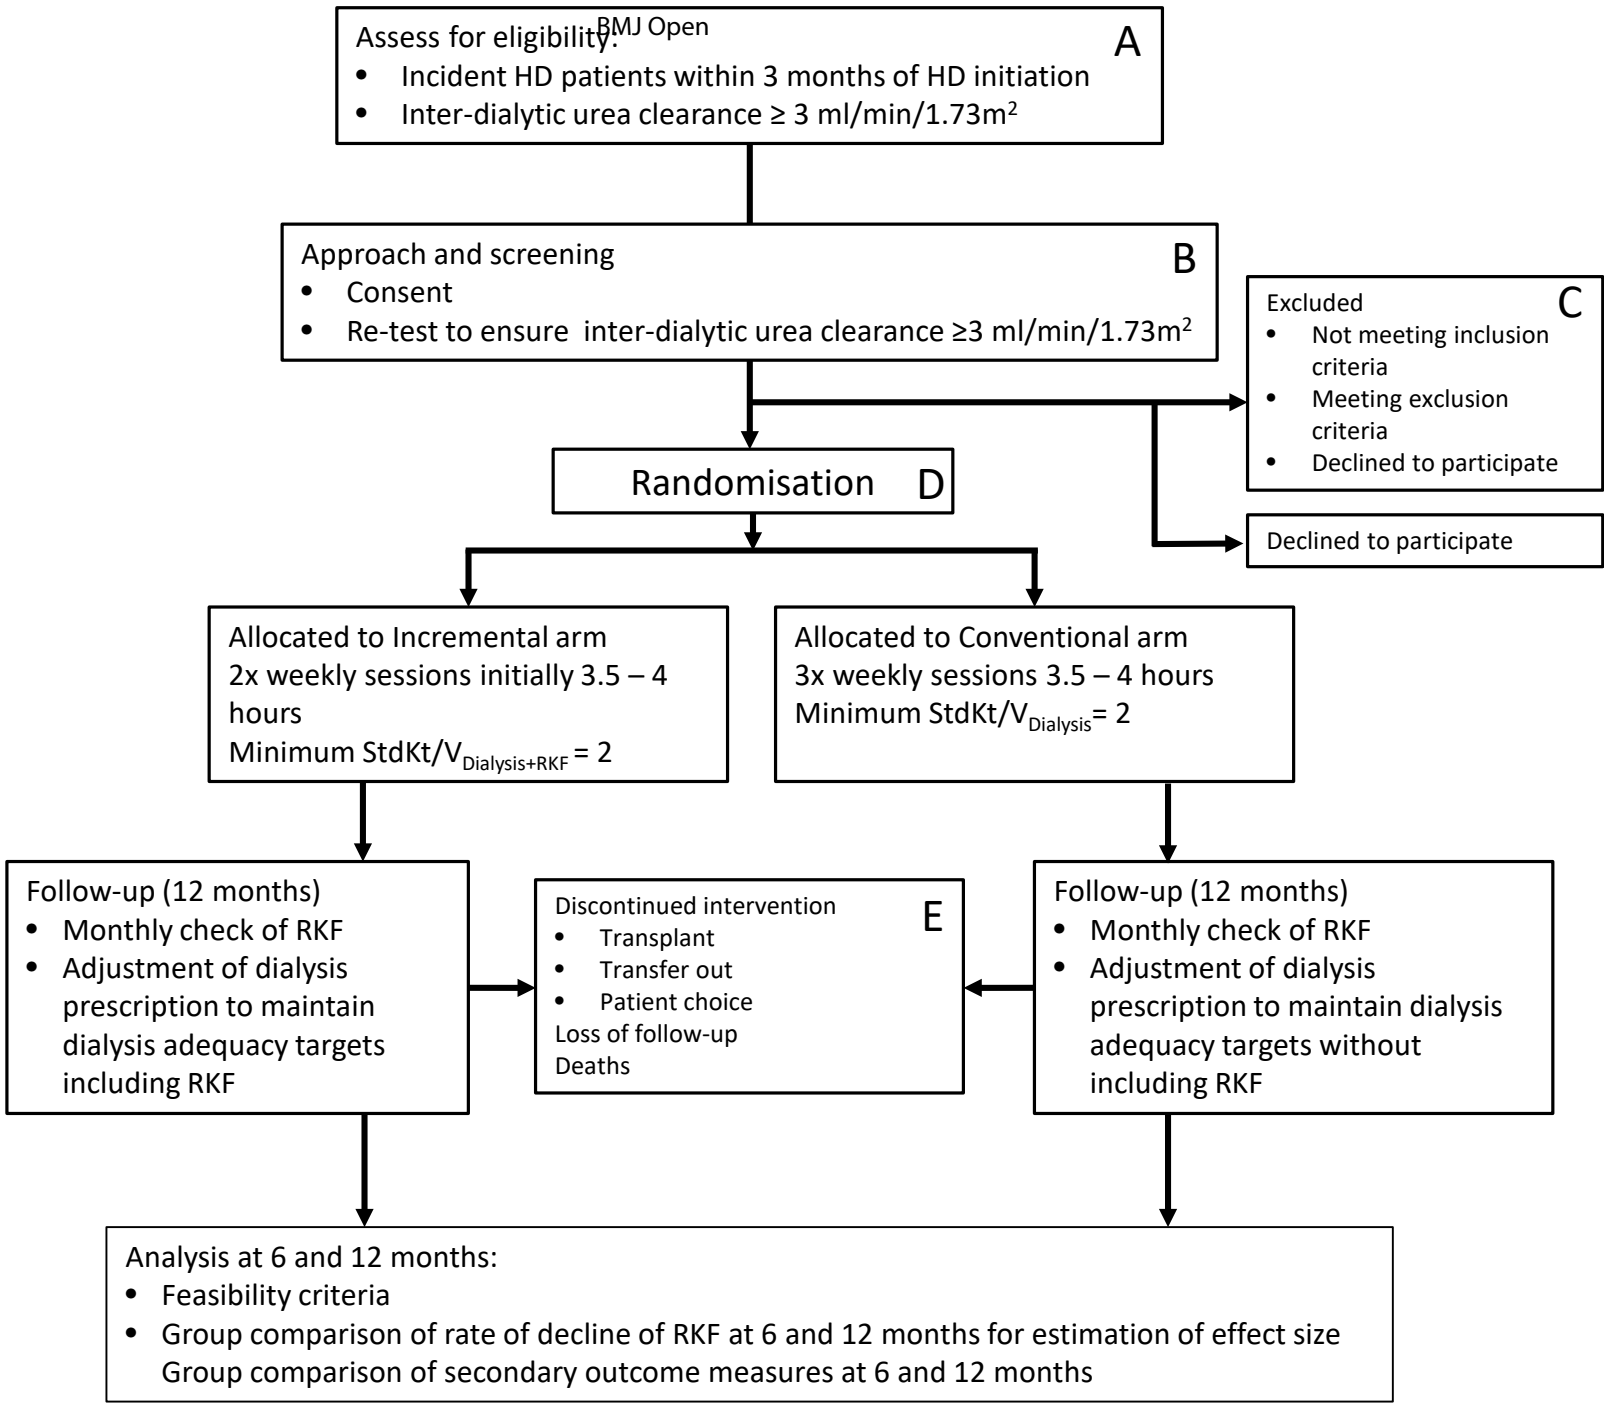 BMJ Open
Assess for eligibility:
A
• Incident HD patients within 3 months of HD initiation
• Inter-dialytic urea clearance ≥ 3 ml/min/1.73m²
Approach and screening
B
• Consent
• Re-test to ensure inter-dialytic urea clearance ≥3 ml/min/1.73m²
Excluded
C
• Not meeting inclusion
criteria
• Meeting exclusion
criteria
• Declined to participate
Declined to participate
Randomisation D
Allocated to Incremental arm
2x weekly sessions initially 3.5 – 4
hours
Minimum StdKt/V_Dialysis+RKF = 2
Allocated to Conventional arm
3x weekly sessions 3.5 – 4 hours
Minimum StdKt/V_Dialysis= 2
Follow-up (12 months)
• Monthly check of RKF
• Adjustment of dialysis
prescription to maintain
dialysis adequacy targets
including RKF
Discontinued intervention
E
• Transplant
• Transfer out
• Patient choice
Loss of follow-up
Deaths
Follow-up (12 months)
• Monthly check of RKF
• Adjustment of dialysis
prescription to maintain dialysis
adequacy targets without
including RKF
Analysis at 6 and 12 months:
• Feasibility criteria
• Group comparison of rate of decline of RKF at 6 and 12 months for estimation of effect size
Group comparison of secondary outcome measures at 6 and 12 months